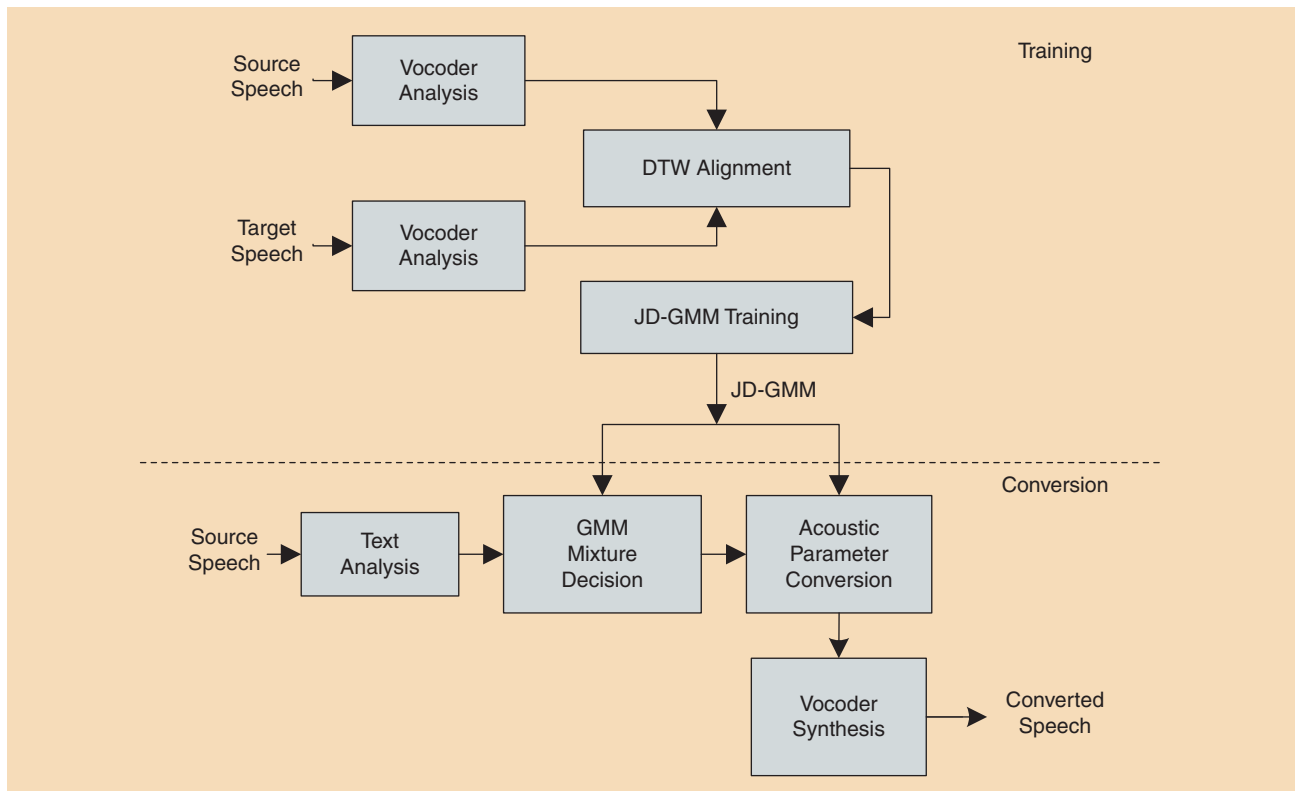 Training
Source
Speech
Vocoder
Analysis
DTW Alignment
Target
Speech
Vocoder
Analysis
JD-GMM Training
JD-GMM
Conversion
Source
Speech
Text
Analysis
GMM
Mixture
Decision
Acoustic
Parameter
Conversion
Vocoder
Synthesis
Converted
Speech